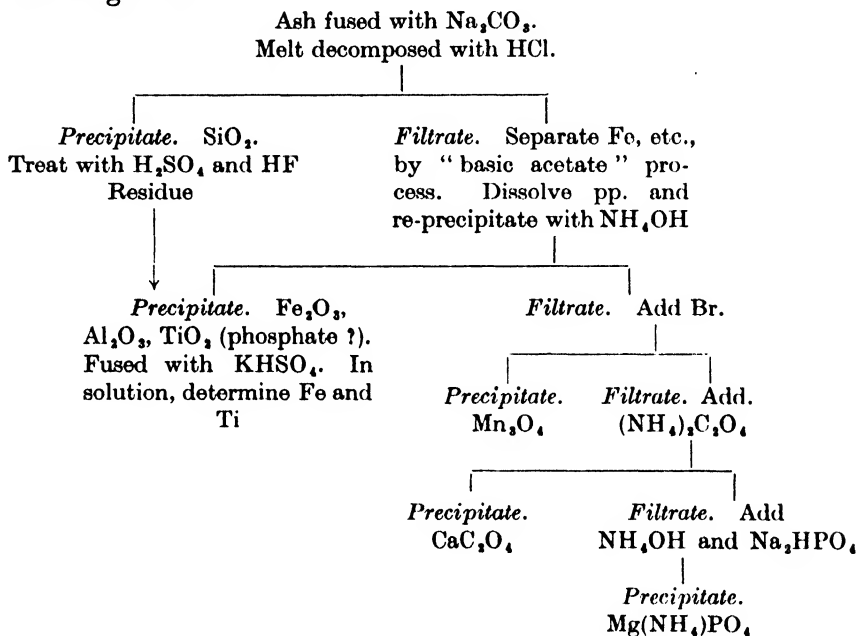 Ash fused with Na₂CO₃.
Melt decomposed with HCl.
Precipitate. SiO₂.
Treat with H₂SO₄ and HF
Residue
Filtrate. Separate Fe, etc.,
by “ basic acetate ” pro-
cess. Dissolve pp. and
re-precipitate with NH₄OH
Precipitate. Fe₂O₃,
Al₂O₃, TiO₂ (phosphate ?).
Fused with KHSO₄. In
solution, determine Fe and
Ti
Filtrate. Add Br.
Precipitate.
Mn₃O₄
Filtrate. Add.
(NH₄)₂C₂O₄
Precipitate.
CaC₂O₄
Filtrate. Add
NH₄OH and Na₂HPO₄
Precipitate.
Mg(NH₄)PO₄